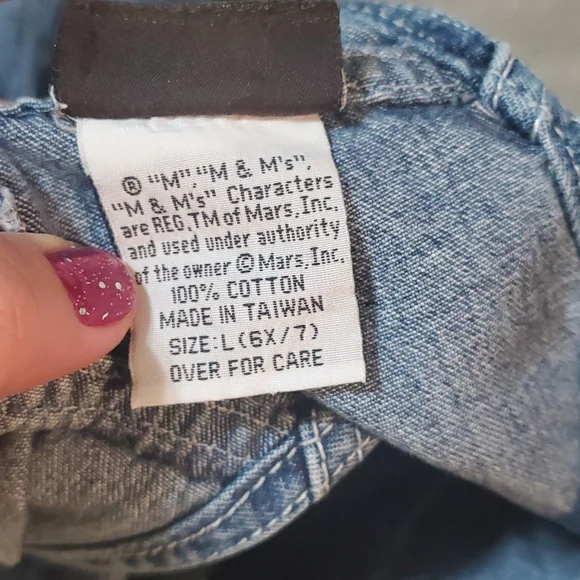 ® "M","M & M's",
"M & M's" Characters
are REG.TM of Mars,Inc.
and used under authority
of the owner ©Mars,Inc.
100% COTTON
MADE IN TAIWAN
SIZE:L(6X/7)
OVER FOR CARE